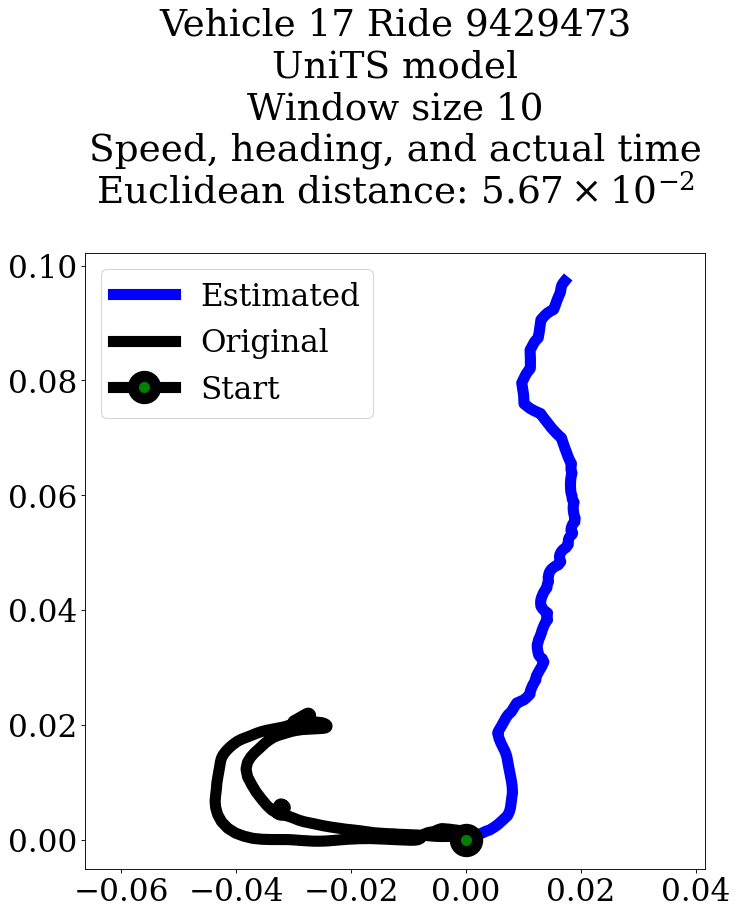 Vehicle 17 Ride 9429473
UniTS model
Window size 10
Speed, heading, and actual time
Euclidean distance: 5.67 × 10⁻²
0.10
0.08
0.06
0.04
0.02
0.00
Estimated
Original
Start
−0.06 −0.04 −0.02 0.00 0.02 0.04